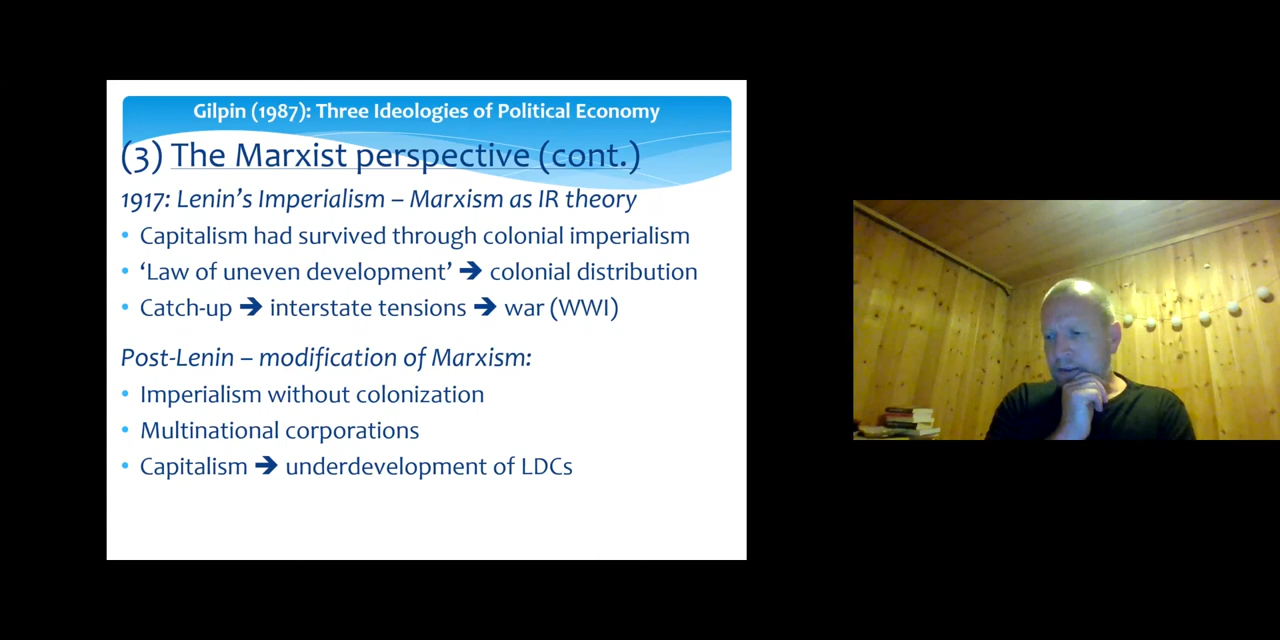 Gilpin (1987): Three Ideologies of Political Economy
(3) The Marxist perspective (cont.)
1917: Lenin’s Imperialism – Marxism as IR theory
• Capitalism had survived through colonial imperialism
• ‘Law of uneven development’ ➔ colonial distribution
• Catch-up ➔ interstate tensions ➔ war (WWI)
Post-Lenin – modification of Marxism:
• Imperialism without colonization
• Multinational corporations
• Capitalism ➔ underdevelopment of LDCs